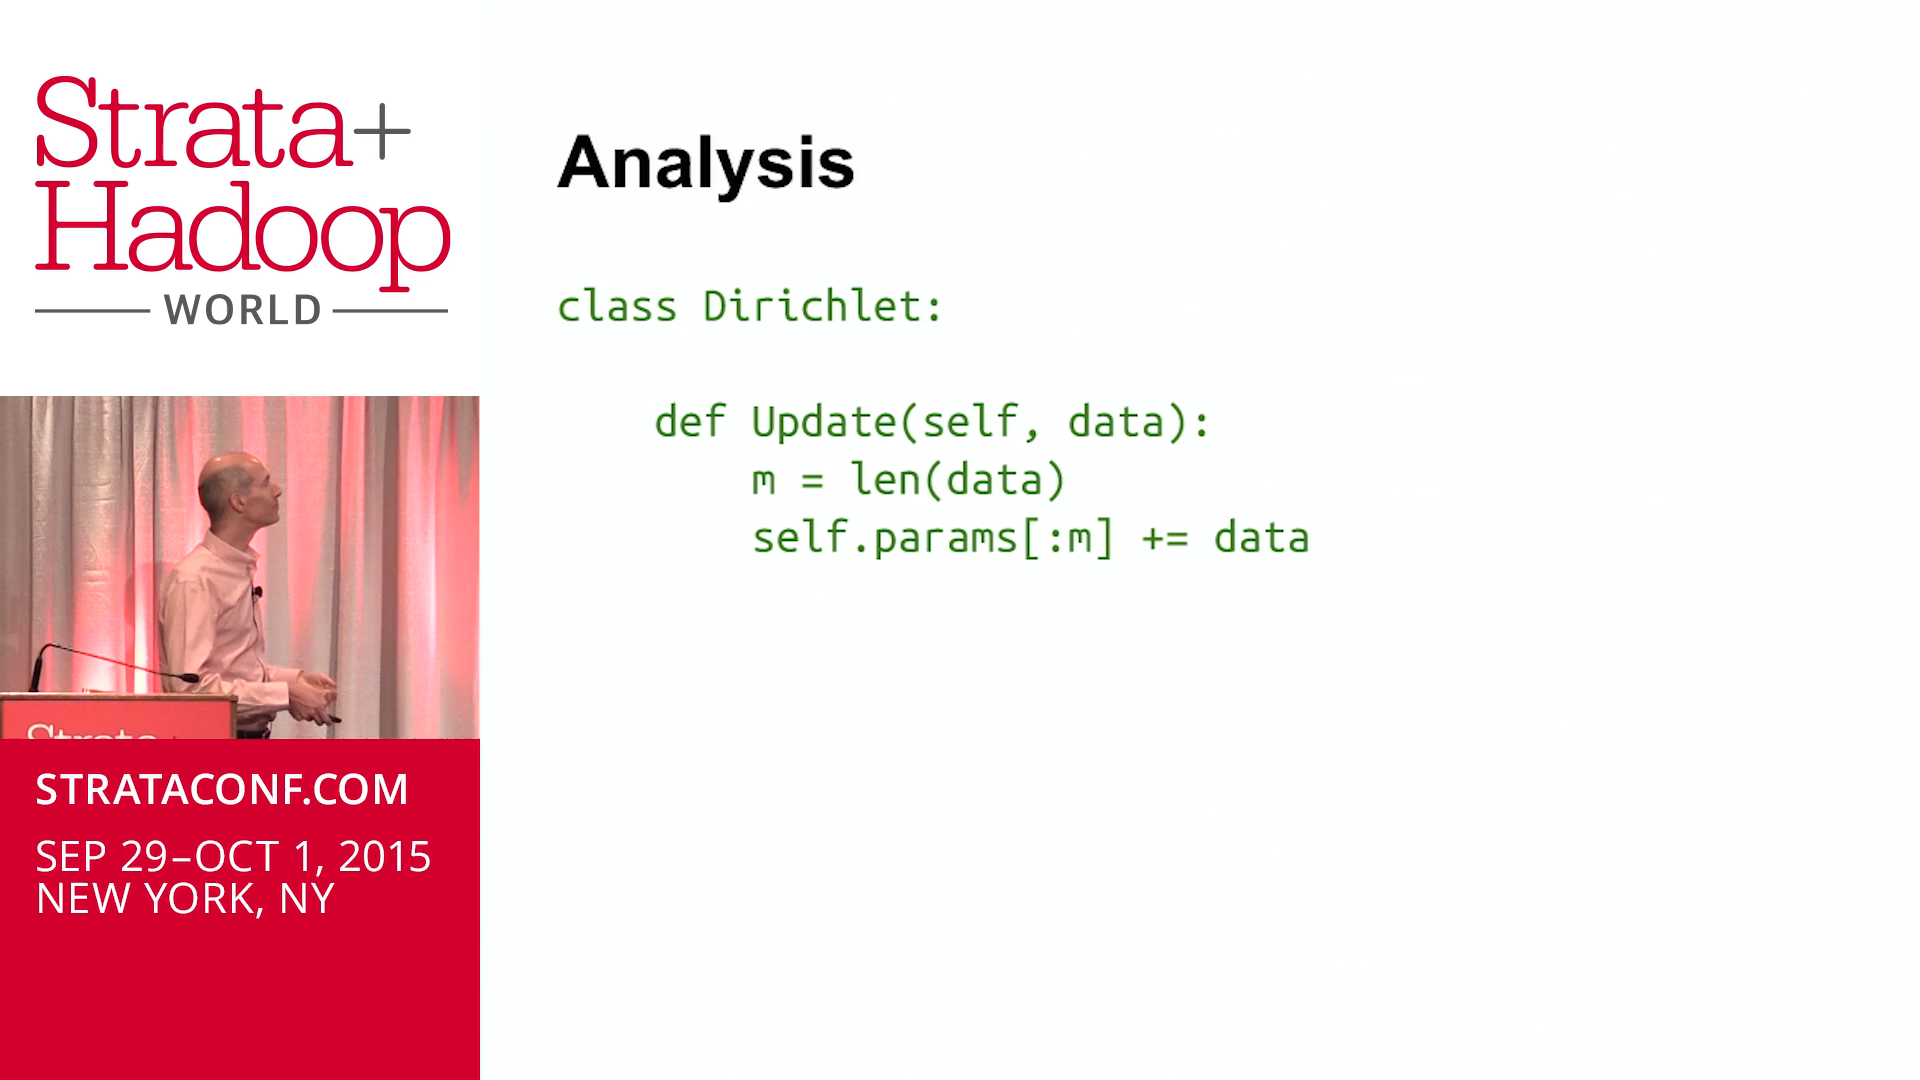 Strata+
Hadoop
WORLD
Strata+
STRATACONF.COM
SEP 29–OCT 1, 2015
NEW YORK, NY
Analysis
class Dirichlet:
def Update(self, data):
m = len(data)
self.params[:m] += data